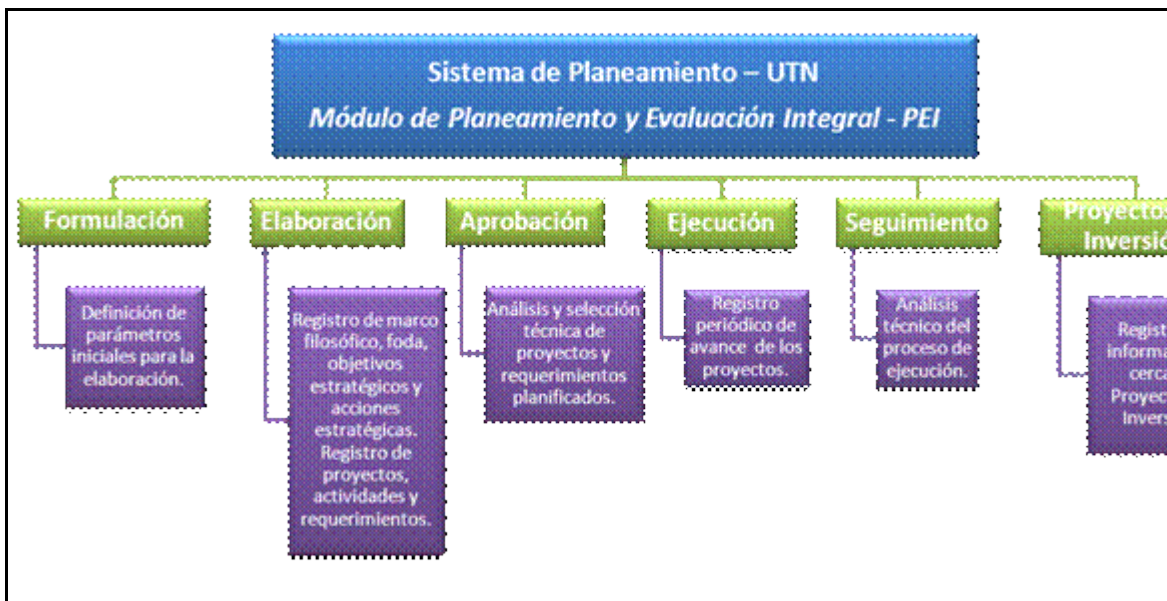 Sistema de Planeamiento – UTN
Módulo de Planeamiento y Evaluación Integral - PEI
Formulación
Elaboración
Aprobación
Ejecución
Seguimiento
Definición de
parámetros
iniciales para la
elaboración.
Registro de marco
filosófico, foda,
objetivos
estratégicos y
acciones
estratégicas.
Registro de
proyectos,
actividades y
requerimientos.
Análisis y selección
técnica de
proyectos y
requerimientos
planificados.
Registro
periódico de
avance de los
proyectos.
Análisis
técnico del
proceso de
ejecución.